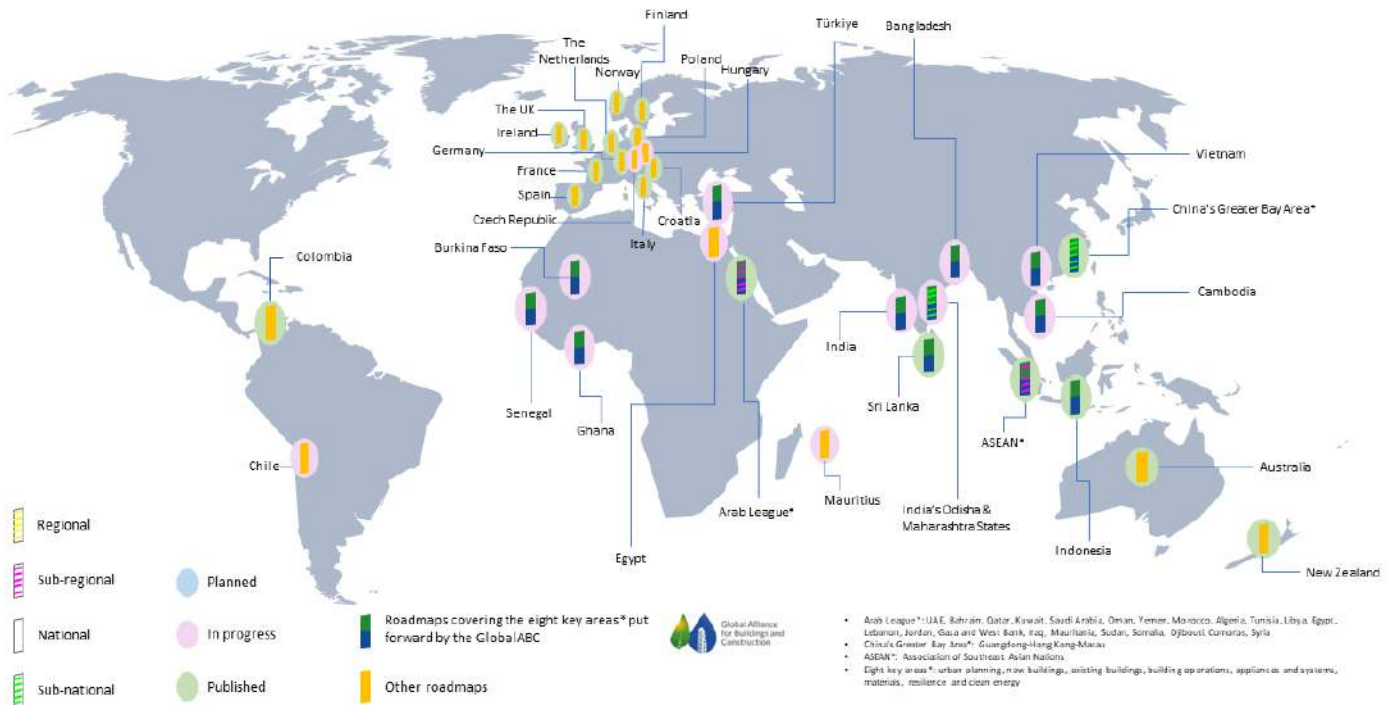 Finland
Türkiye
Bangladesh
The
Netherlands
Norway
Poland
Hungary
The UK
Ireland
Germany
Vietnam
France
Spain
China's Greater Bay Area*
Czech Republic
Croatia
Italy
Burkina Faso
Colombia
Cambodia
India
Senegal
Ghana
Sri Lanka
ASEAN*
Chile
Mauritius
Australia
Arab League*
India's Odisha &
Maharashtra States
Egypt
Indonesia
New Zealand
Regional
Sub-regional
National
Sub-national
Planned
In progress
Published
Roadmaps covering the eight key areas* put
forward by the GlobalABC
Other roadmaps
Global Alliance
for Buildings and
Construction
• Arab League*: UAE, Bahrain, Qatar, Kuwait, Saudi Arabia, Oman, Yemen, Morocco, Algeria, Tunisia, Libya, Egypt,
Lebanon, Jordan, Gaza and West Bank, Iraq, Mauritania, Sudan, Somalia, Djibouti, Comoros, Syria
• China's Greater Bay Area*: Guangdong-Hong Kong-Macau
• ASEAN*: Association of Southeast Asian Nations
• Eight key areas*: urban planning, new buildings, existing buildings, building operations, appliances and systems,
materials, resilience and clean energy